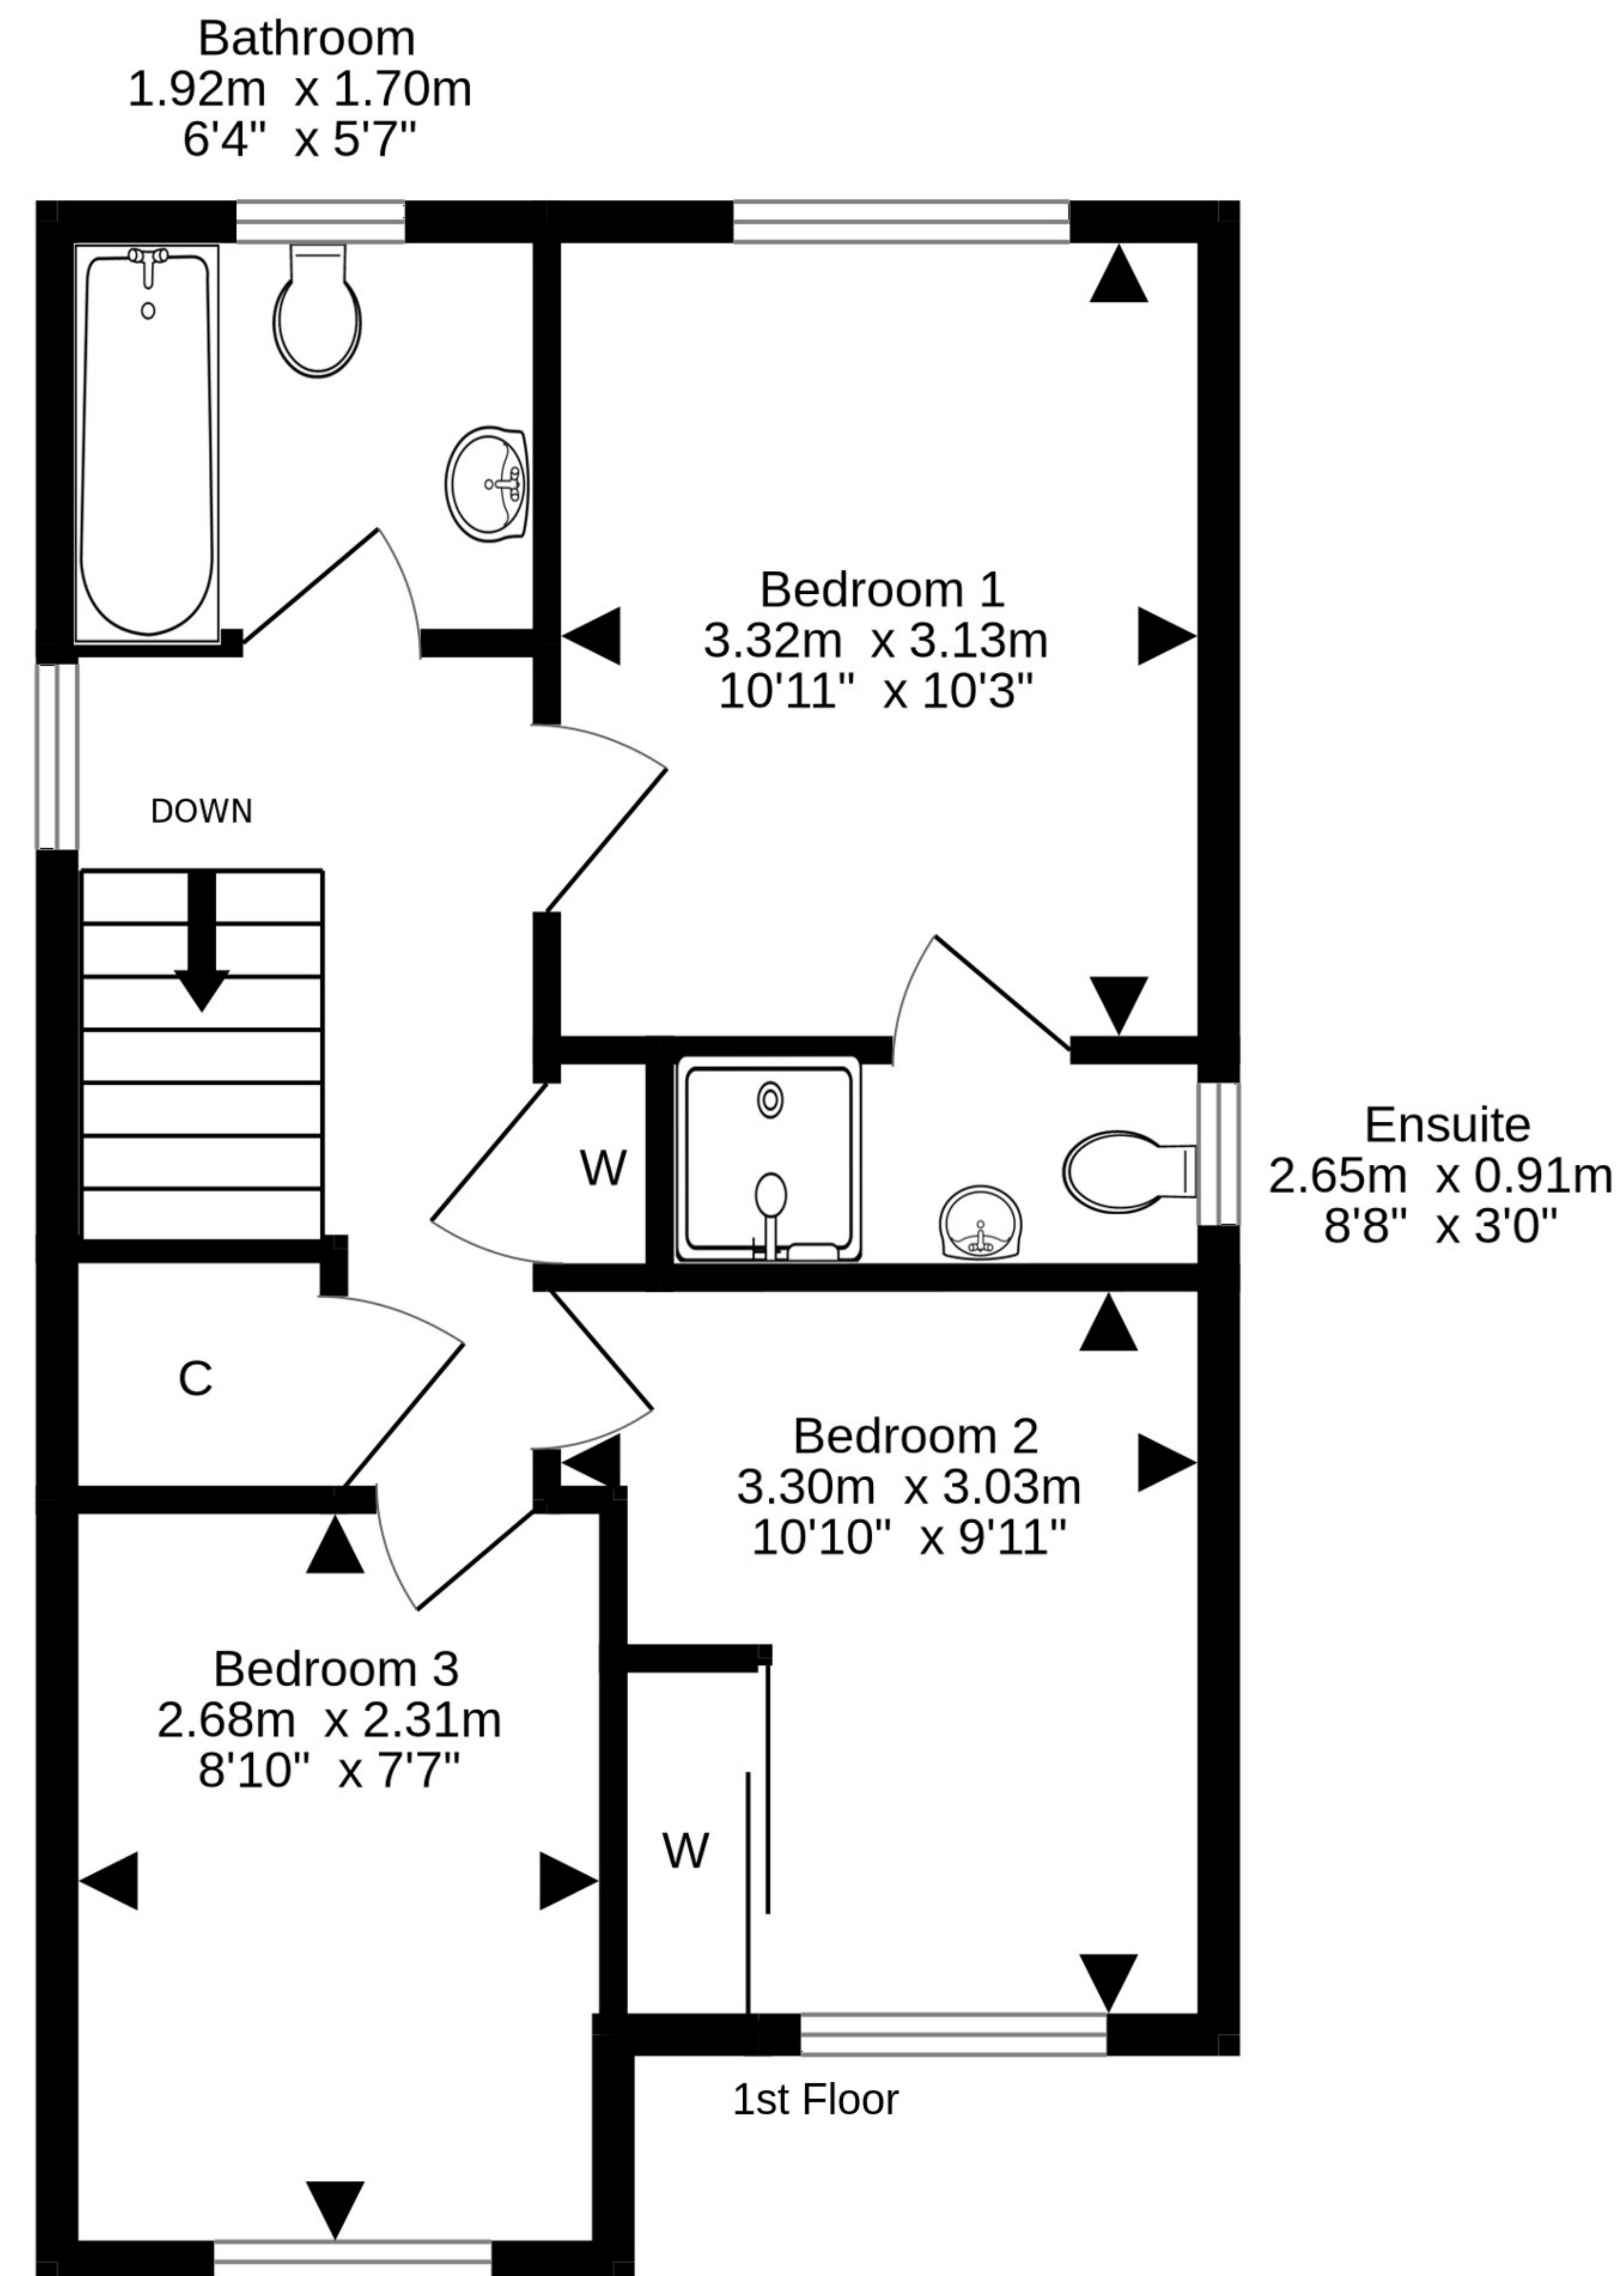 Bathroom
1.92m x 1.70m
6'4" x 5'7"
Bedroom 1
3.32m x 3.13m
10'11" x 10'3"
DOWN
W
Ensuite
2.65m x 0.91m
8'8" x 3'0"
C
Bedroom 2
3.30m x 3.03m
10'10" x 9'11"
Bedroom 3
2.68m x 2.31m
8'10" x 7'7"
W
1st Floor